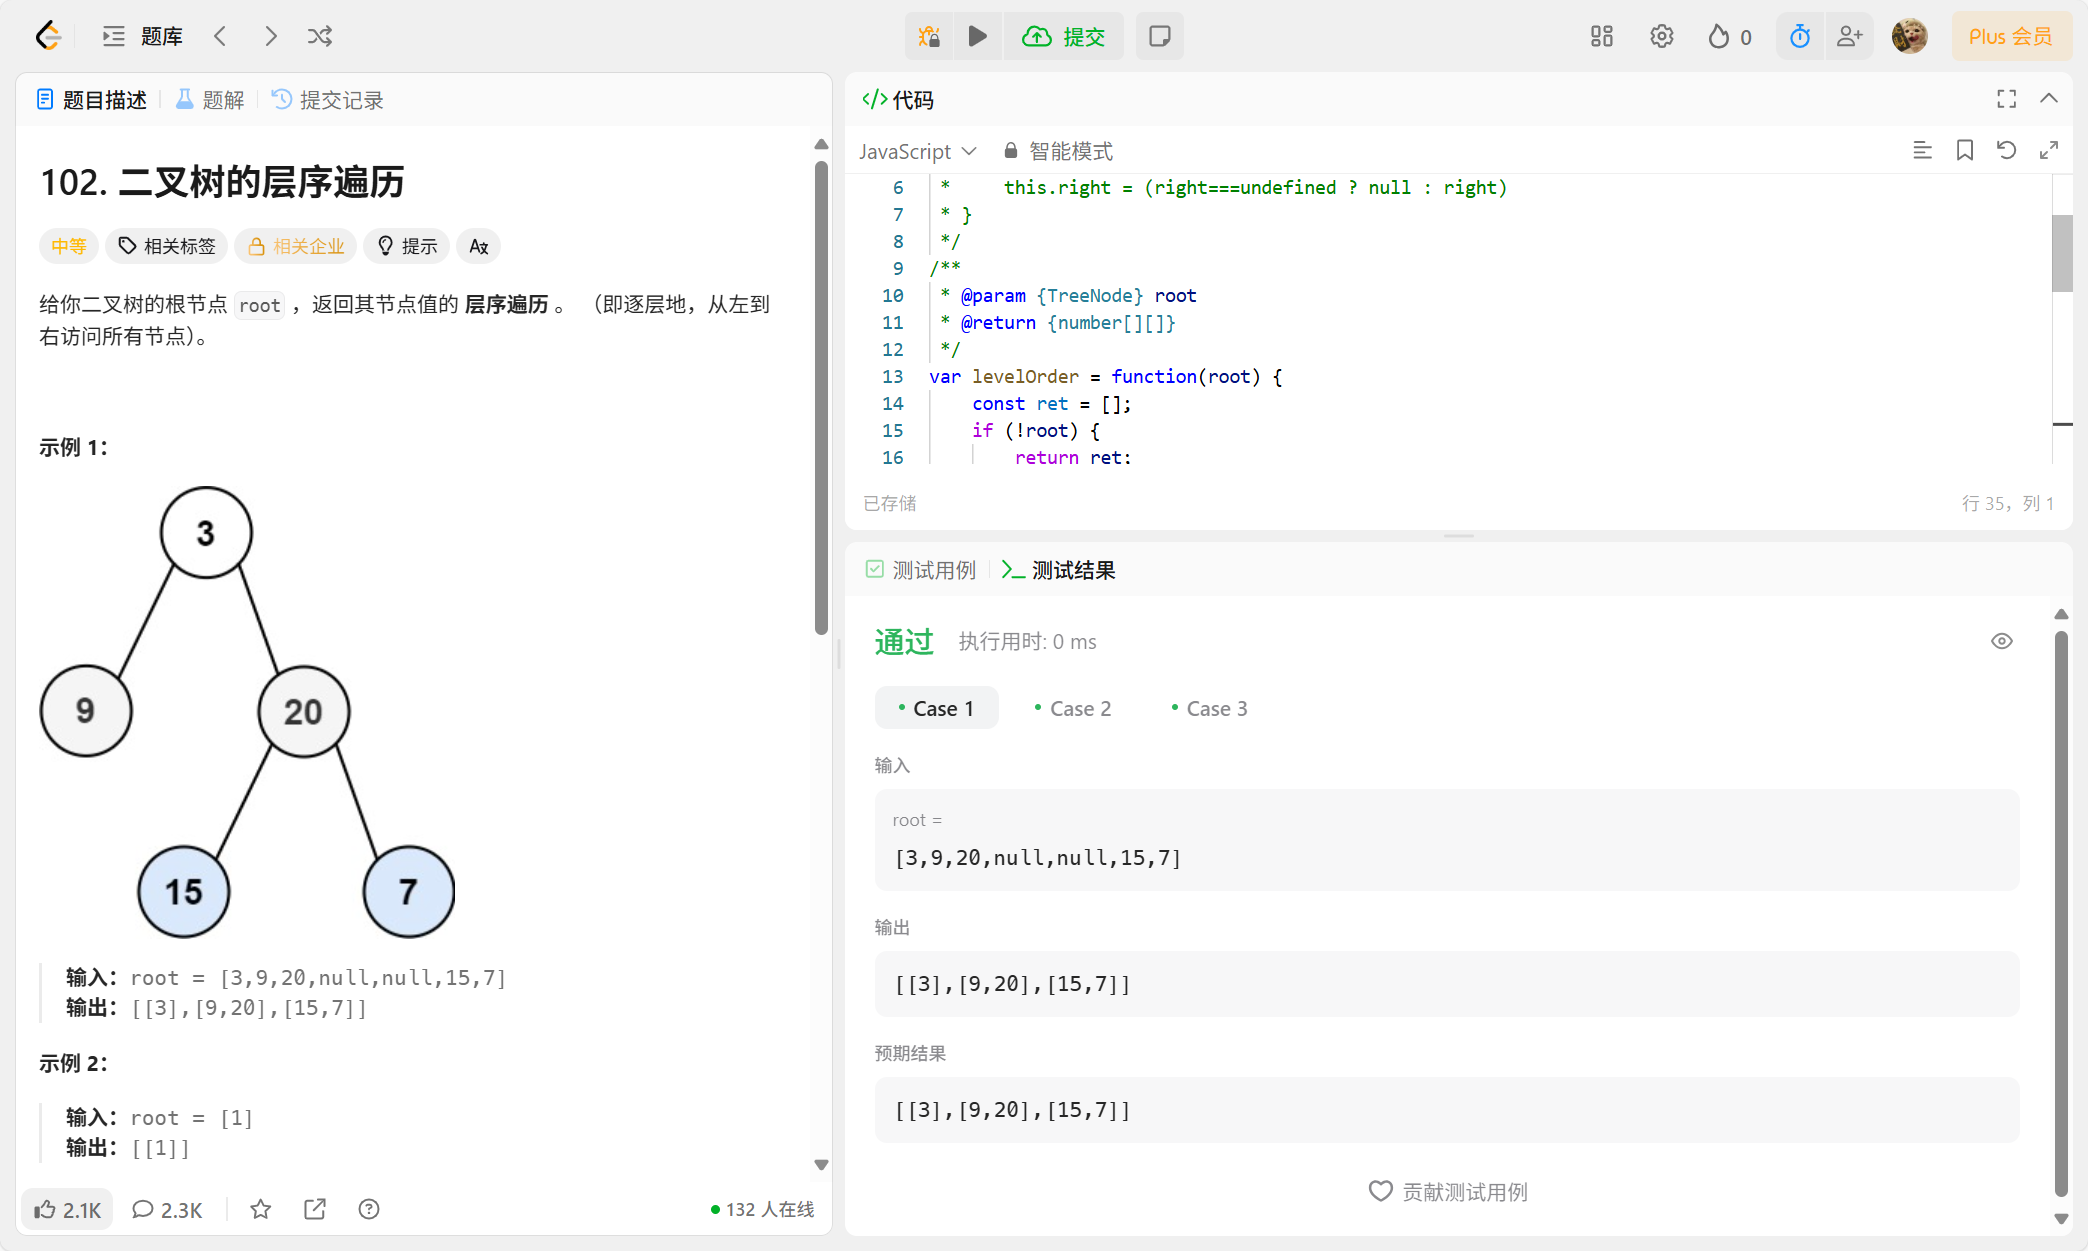 题库
提交
0
Plus 会员
题目描述
题解
提交记录
102. 二叉树的层序遍历
中等
相关标签
相关企业
提示
给你二叉树的根节点 root ，返回其节点值的 层序遍历 。 （即逐层地，从左到
右访问所有节点）。
示例 1：
3
9
20
15
7
输入：root = [3,9,20,null,null,15,7]
输出：[[3],[9,20],[15,7]]
示例 2：
输入：root = [1]
输出：[[1]]
2.1K
2.3K
132 人在线
</> 代码
JavaScript
智能模式
6 *     this.right = (right===undefined ? null : right)
7 * }
8 */
9 /**
10 * @param {TreeNode} root
11 * @return {number[][]}
12 */
13 var levelOrder = function(root) {
14     const ret = [];
15     if (!root) {
16         return ret;
已存储
行 35，列 1
测试用例
测试结果
通过
执行用时: 0 ms
Case 1
Case 2
Case 3
输入
root =
[3,9,20,null,null,15,7]
输出
[[3],[9,20],[15,7]]
预期结果
[[3],[9,20],[15,7]]
贡献测试用例